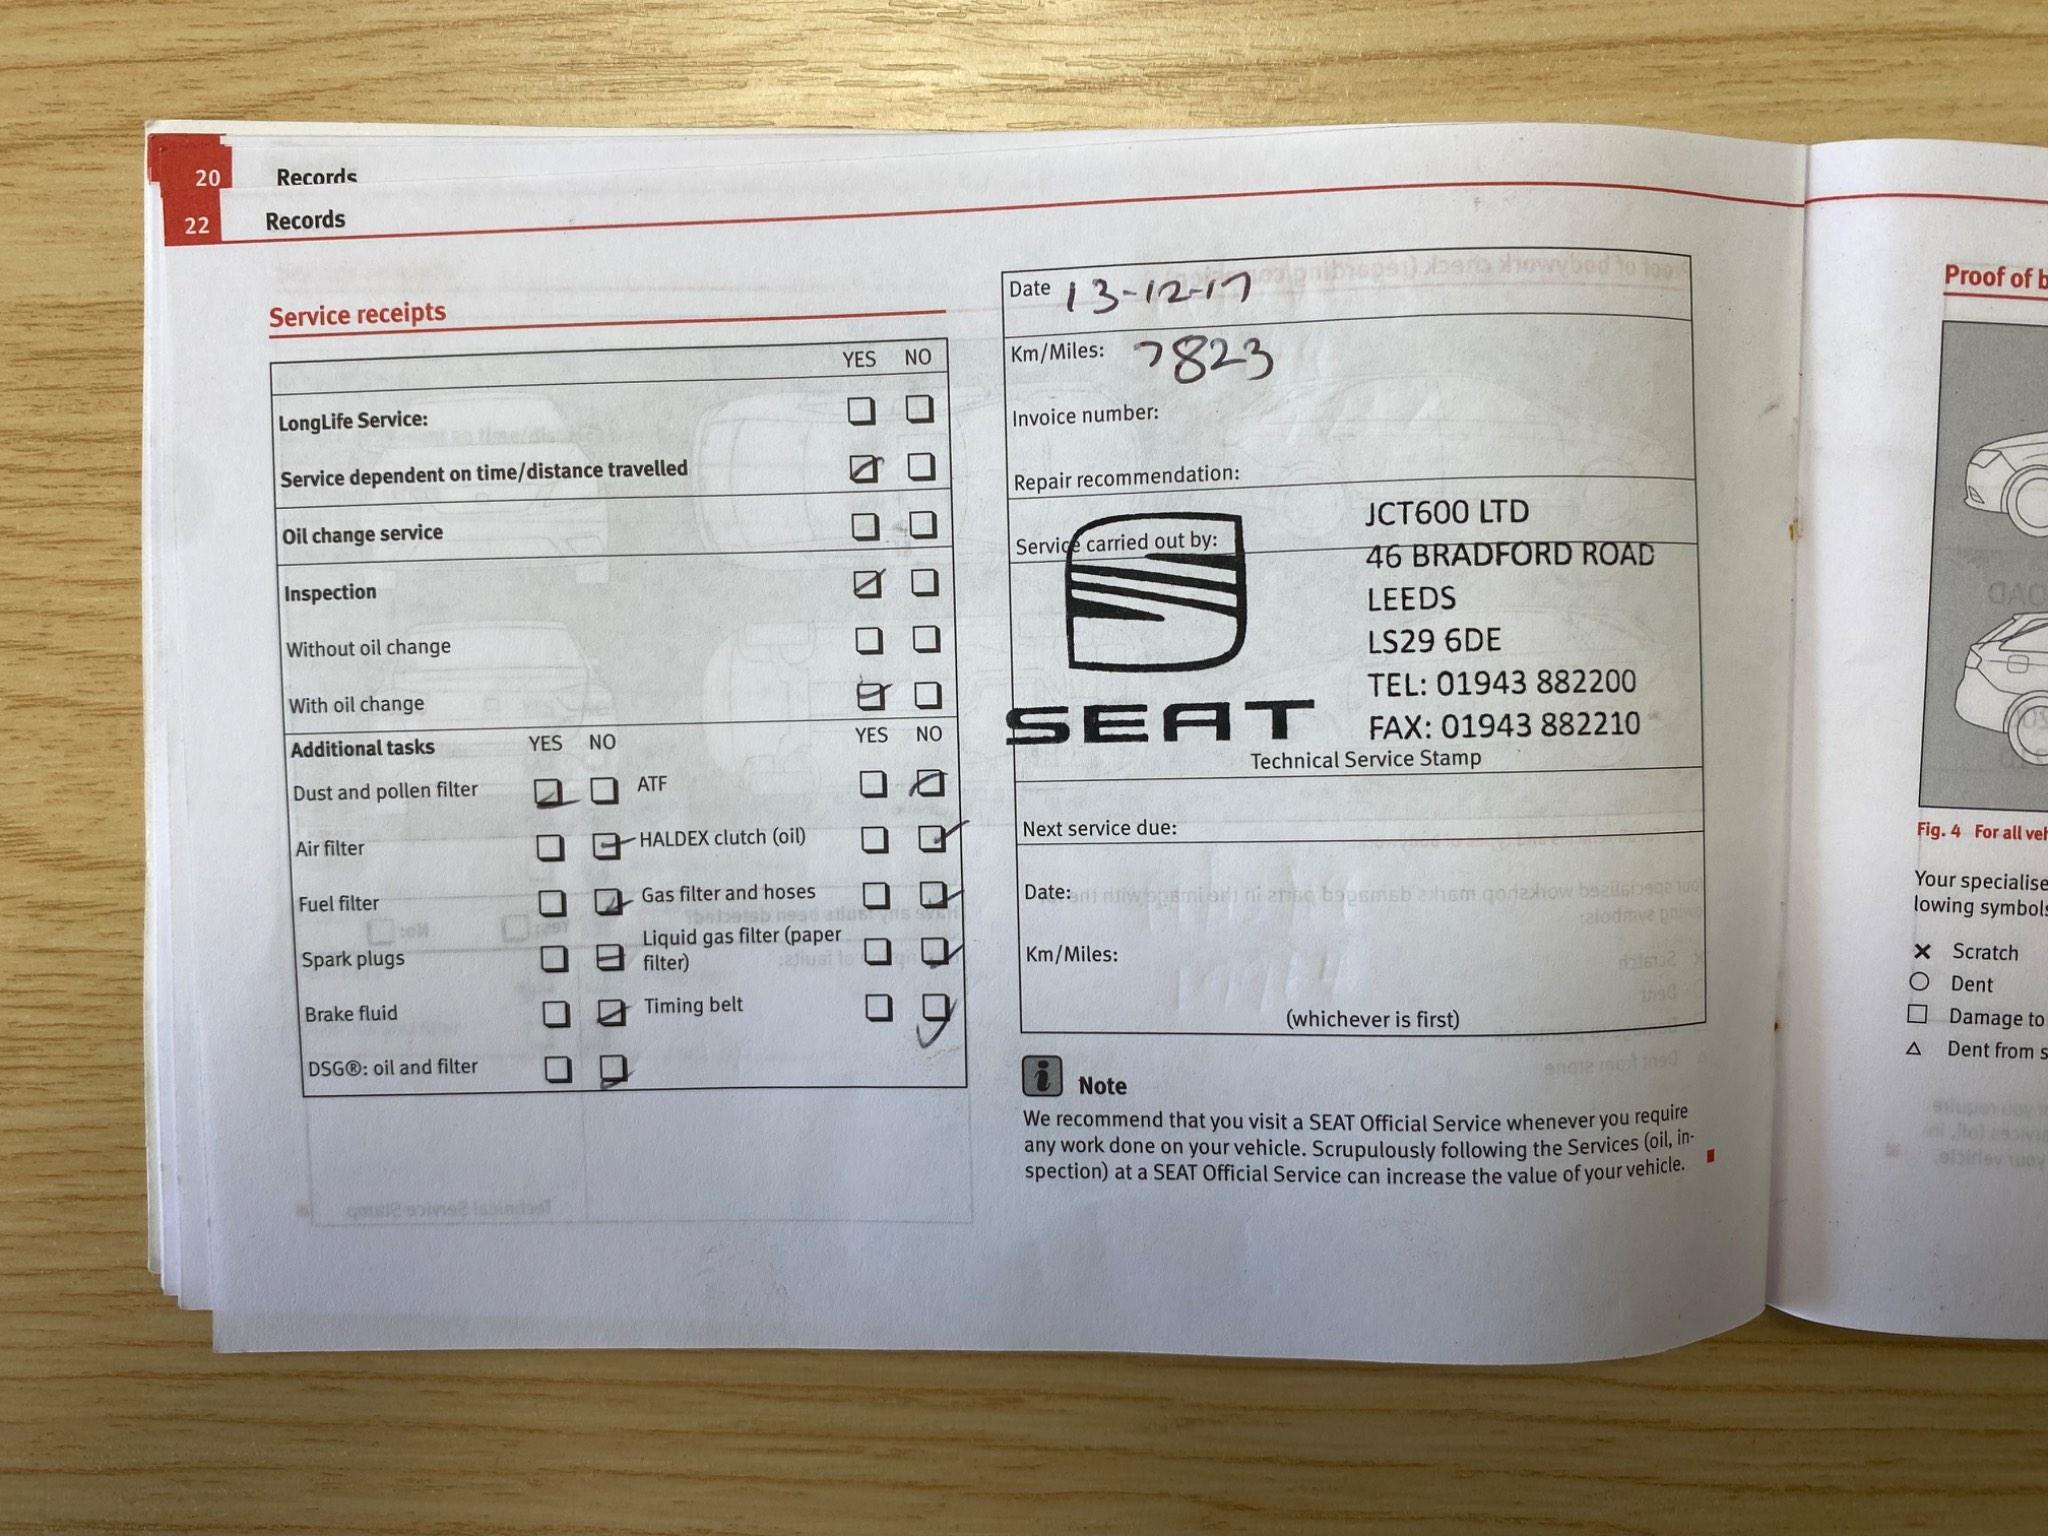 20 Records
22 Records
Service receipts
YES NO
LongLife Service:
Service dependent on time/distance travelled
Oil change service
Inspection
Without oil change
With oil change
Additional tasks YES NO YES NO
Dust and pollen filter ATF
Air filter HALDEX clutch (oil)
Fuel filter Gas filter and hoses
Spark plugs Liquid gas filter (paper
filter)
Brake fluid Timing belt
DSG®: oil and filter
Date 13-12-17
Km/Miles: 7823
Invoice number:
Repair recommendation:
Service carried out by:
SEAT
JCT600 LTD
46 BRADFORD ROAD
LEEDS
LS29 6DE
TEL: 01943 882200
FAX: 01943 882210
Technical Service Stamp
Next service due:
Date:
Km/Miles:
(whichever is first)
i Note
We recommend that you visit a SEAT Official Service whenever you require
any work done on your vehicle. Scrupulously following the Services (oil, in-
spection) at a SEAT Official Service can increase the value of your vehicle.
Proof of b
Fig. 4 For all veh
Your specialise
lowing symbols
Scratch
Dent
Damage to
Dent from s